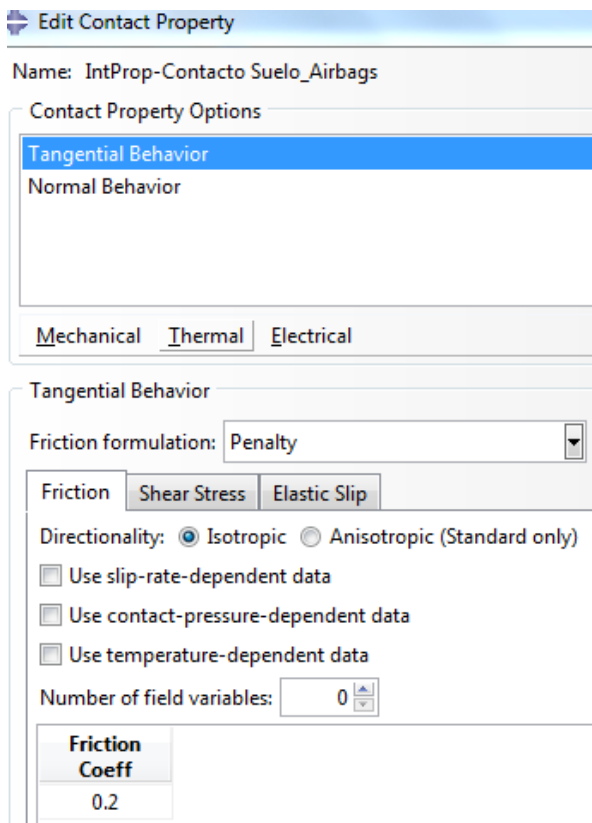 Edit Contact Property
Name: IntProp-Contacto Suelo_Airbags
Contact Property Options
Tangential Behavior
Normal Behavior
Mechanical Thermal Electrical
Tangential Behavior
Friction formulation: Penalty
Friction Shear Stress Elastic Slip
Directionality: Isotropic Anisotropic (Standard only)
Use slip-rate-dependent data
Use contact-pressure-dependent data
Use temperature-dependent data
Number of field variables: 0
Friction
Coeff
0.2